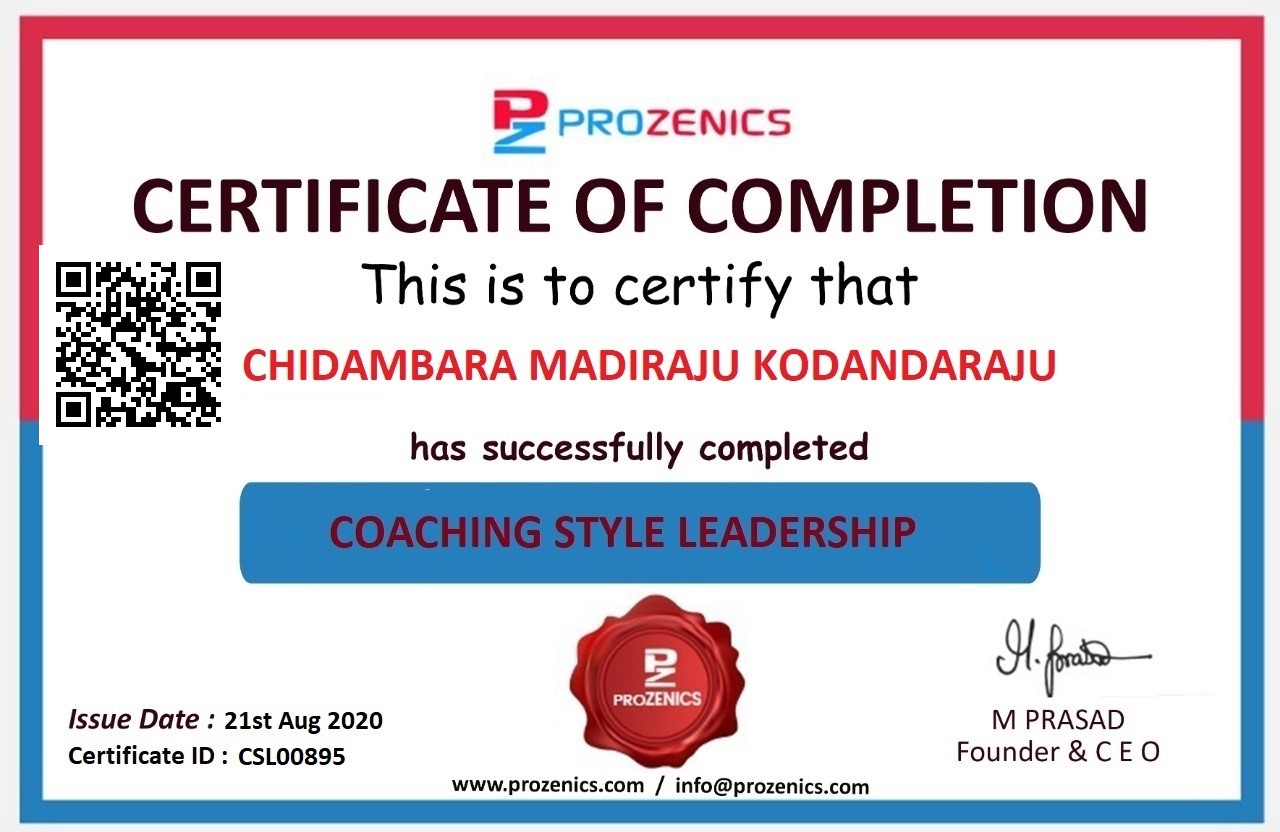 PZ PROZENICS
CERTIFICATE OF COMPLETION
This is to certify that
CHIDAMBARA MADIRAJU KODANDARAJU
has successfully completed
COACHING STYLE LEADERSHIP
PZ
PROZENICS
M. Prasad
Issue Date : 21st Aug 2020
M PRASAD
Certificate ID : CSL00895
Founder & C E O
www.prozenics.com / info@prozenics.com